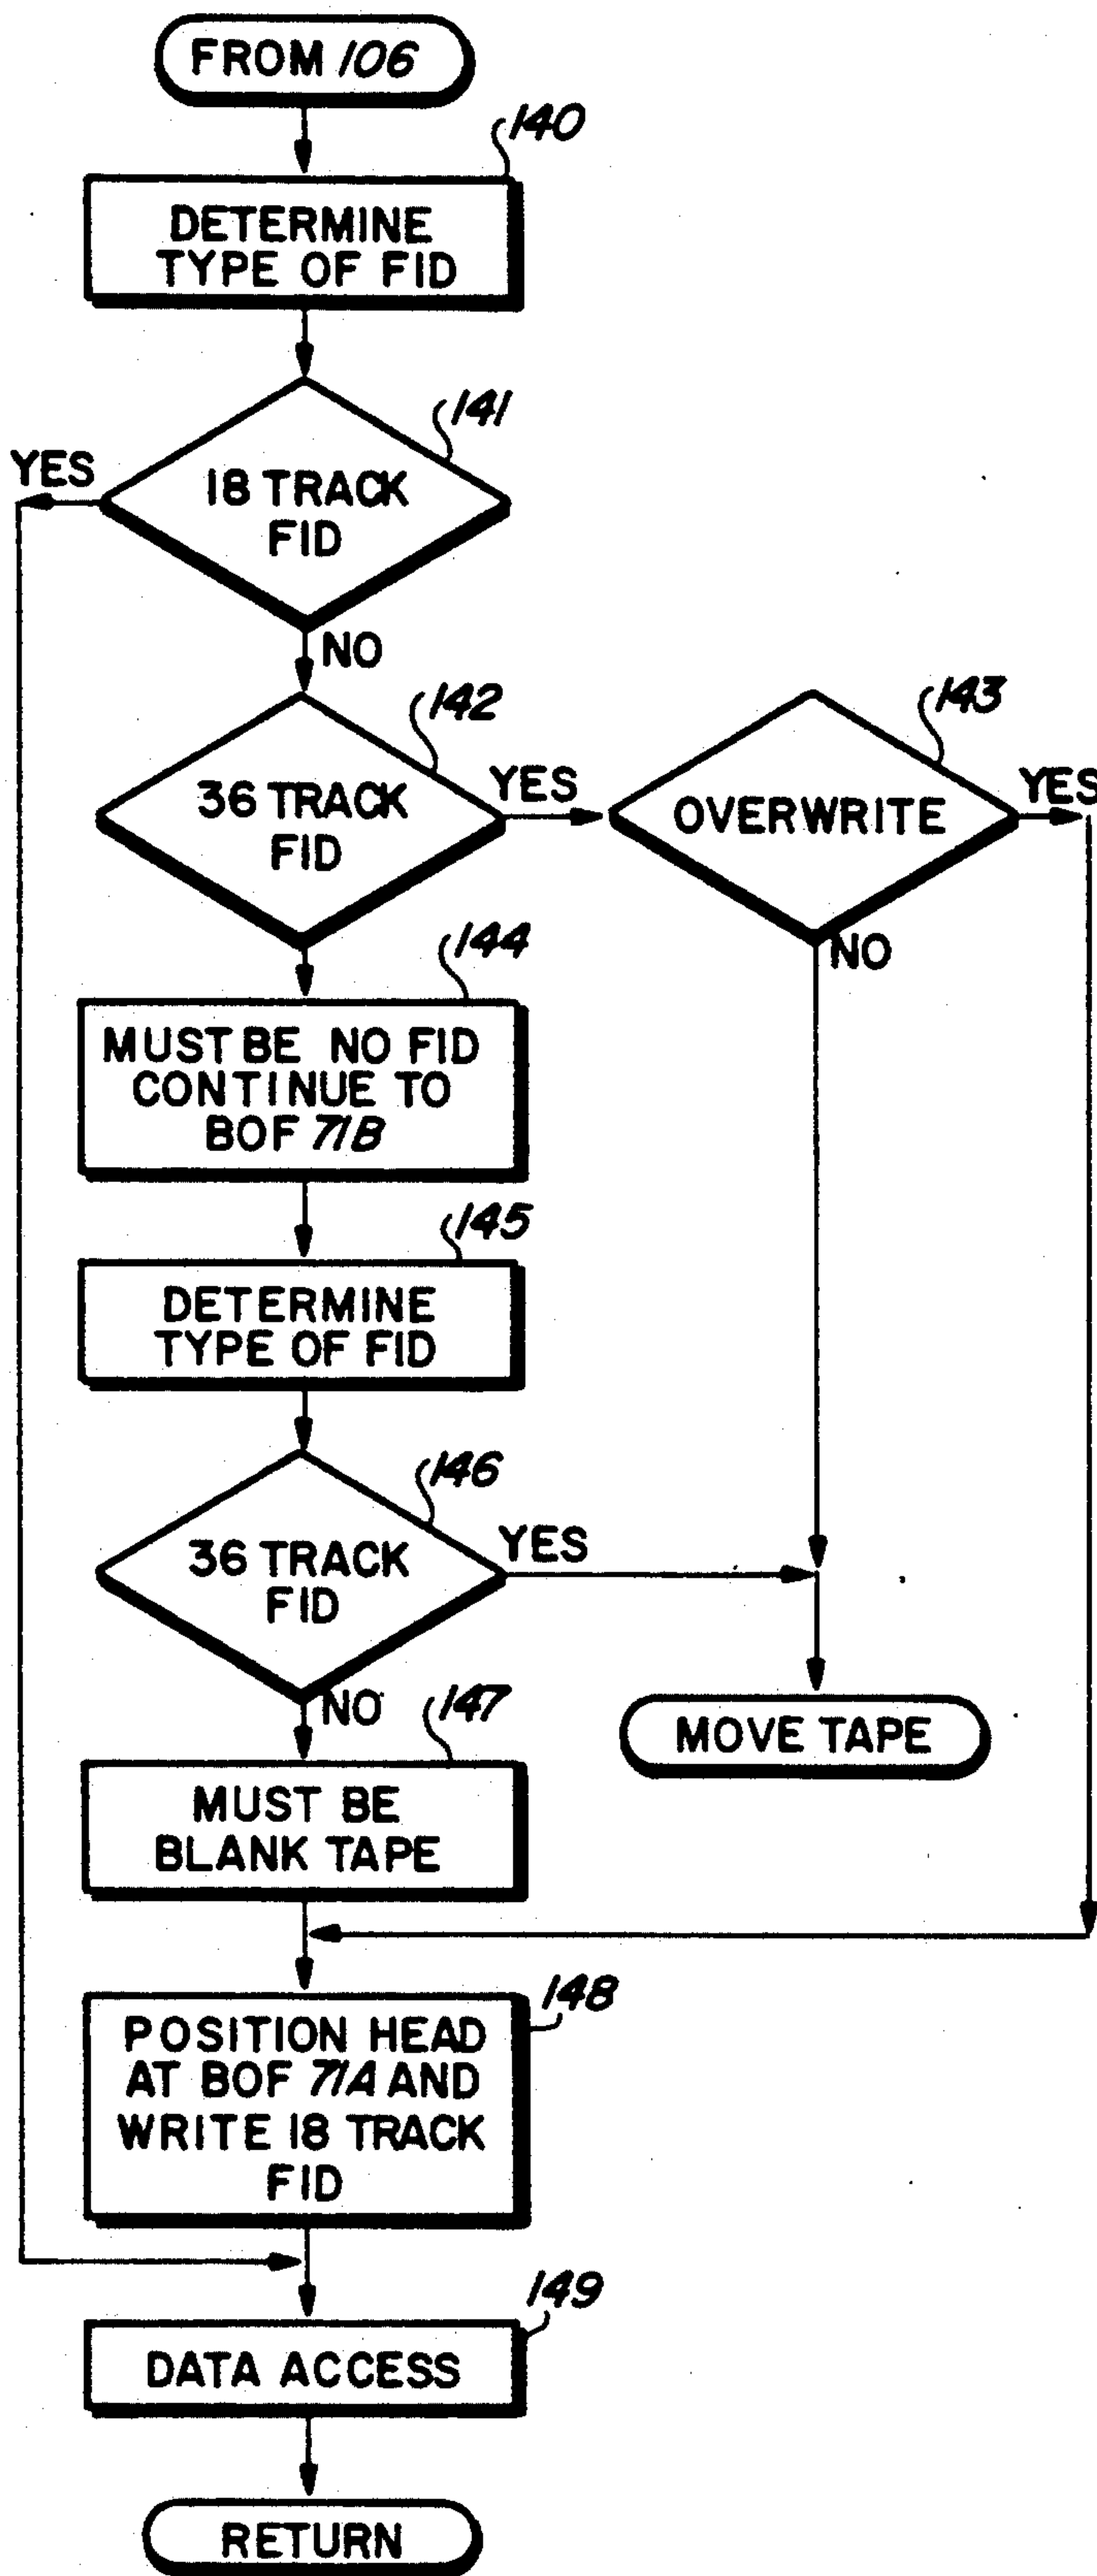 FROM 106
140
DETERMINE
TYPE OF FID
141
YES
18 TRACK
FID
NO
142
143
36 TRACK
FID
YES
OVERWRITE
YES
NO
144
MUST BE NO FID
CONTINUE TO
BOF 71B
145
DETERMINE
TYPE OF FID
146
36 TRACK
FID
YES
NO
147
MOVE TAPE
MUST BE
BLANK TAPE
148
POSITION HEAD
AT BOF 71A AND
WRITE 18 TRACK
FID
149
DATA ACCESS
RETURN